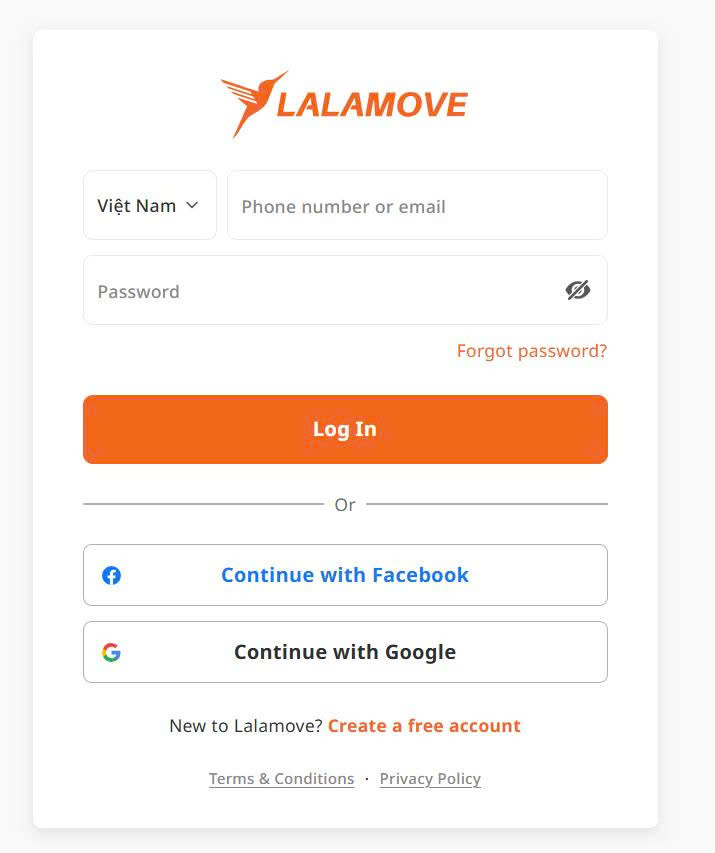 LALAMOVE
Việt Nam Phone number or email
Password
Forgot password?
Log In
Or
Continue with Facebook
Continue with Google
New to Lalamove? Create a free account
Terms & Conditions · Privacy Policy